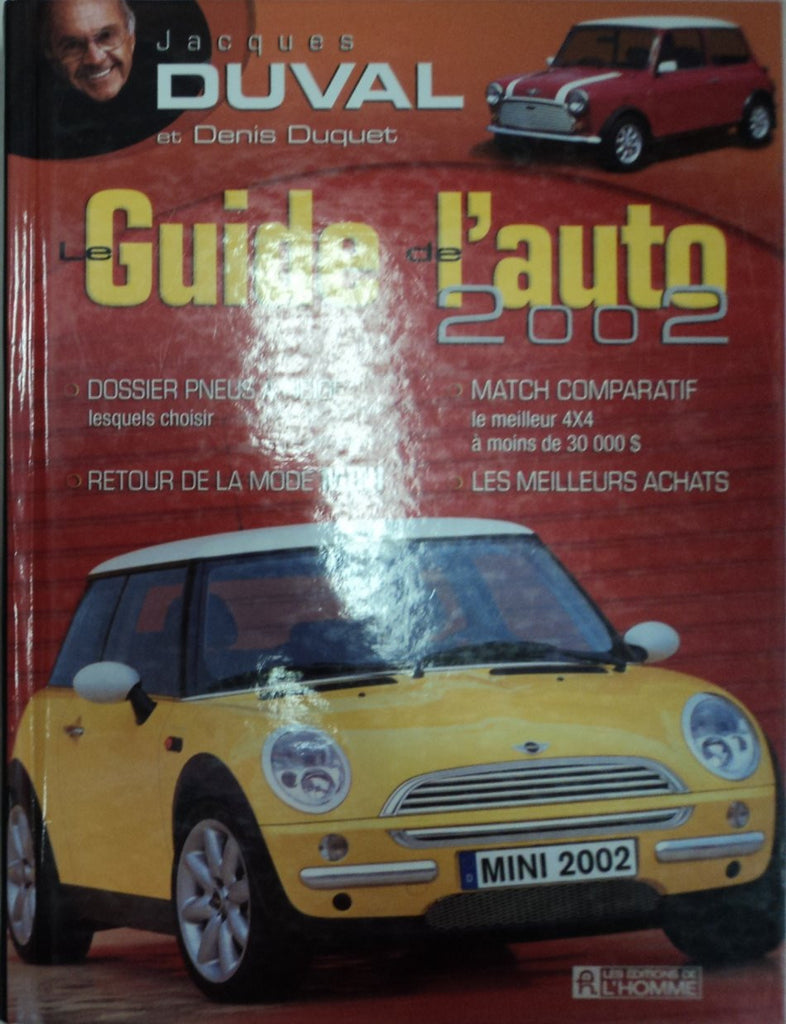 Jacques
DUVAL
et Denis Duquet
Le Guide de l'auto
2002
DOSSIER PNEUS
lesquels choisir
RETOUR DE LA MODE
MATCH COMPARATIF
le meilleur 4X4
à moins de 30 000 $
LES MEILLEURS ACHATS
MINI 2002
LES ÉDITIONS DE
L'HOMME